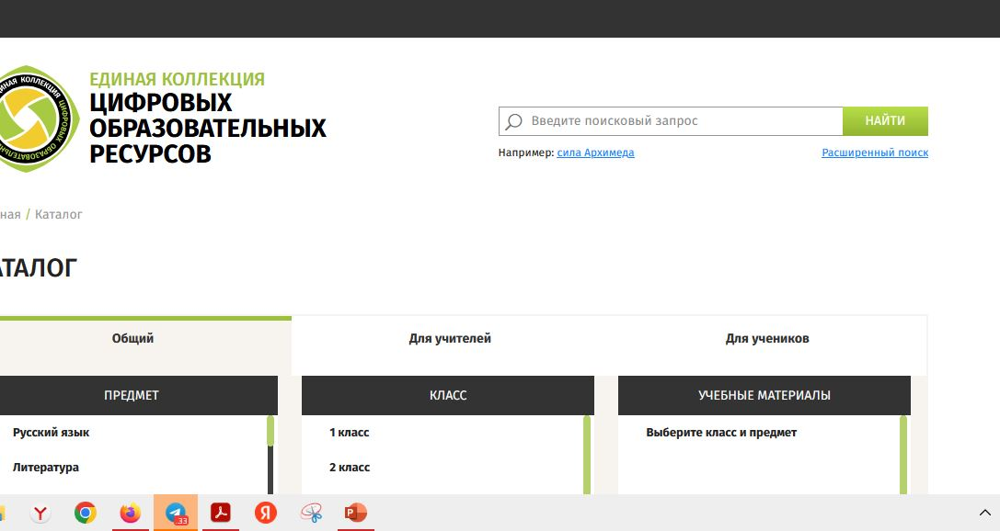 ЕДИНАЯ КОЛЛЕКЦИЯ
ЦИФРОВЫХ
ОБРАЗОВАТЕЛЬНЫХ
РЕСУРСОВ
Введите поисковый запрос
НАЙТИ
Например: сила Архимеда
Расширенный поиск
ная / Каталог
АТАЛОГ
Общий
Для учителей
Для учеников
ПРЕДМЕТ
КЛАСС
УЧЕБНЫЕ МАТЕРИАЛЫ
Русский язык
1 класс
Выберите класс и предмет
Литература
2 класс
33